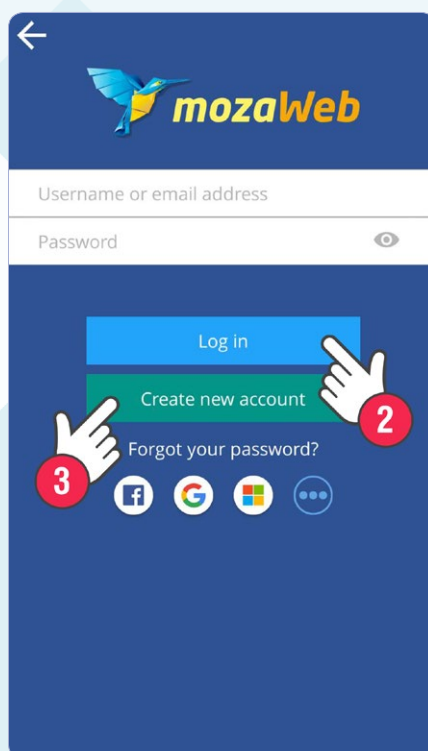 mozaWeb
Username or email address
Password
Log in
Create new account
2
Forgot your password?
3